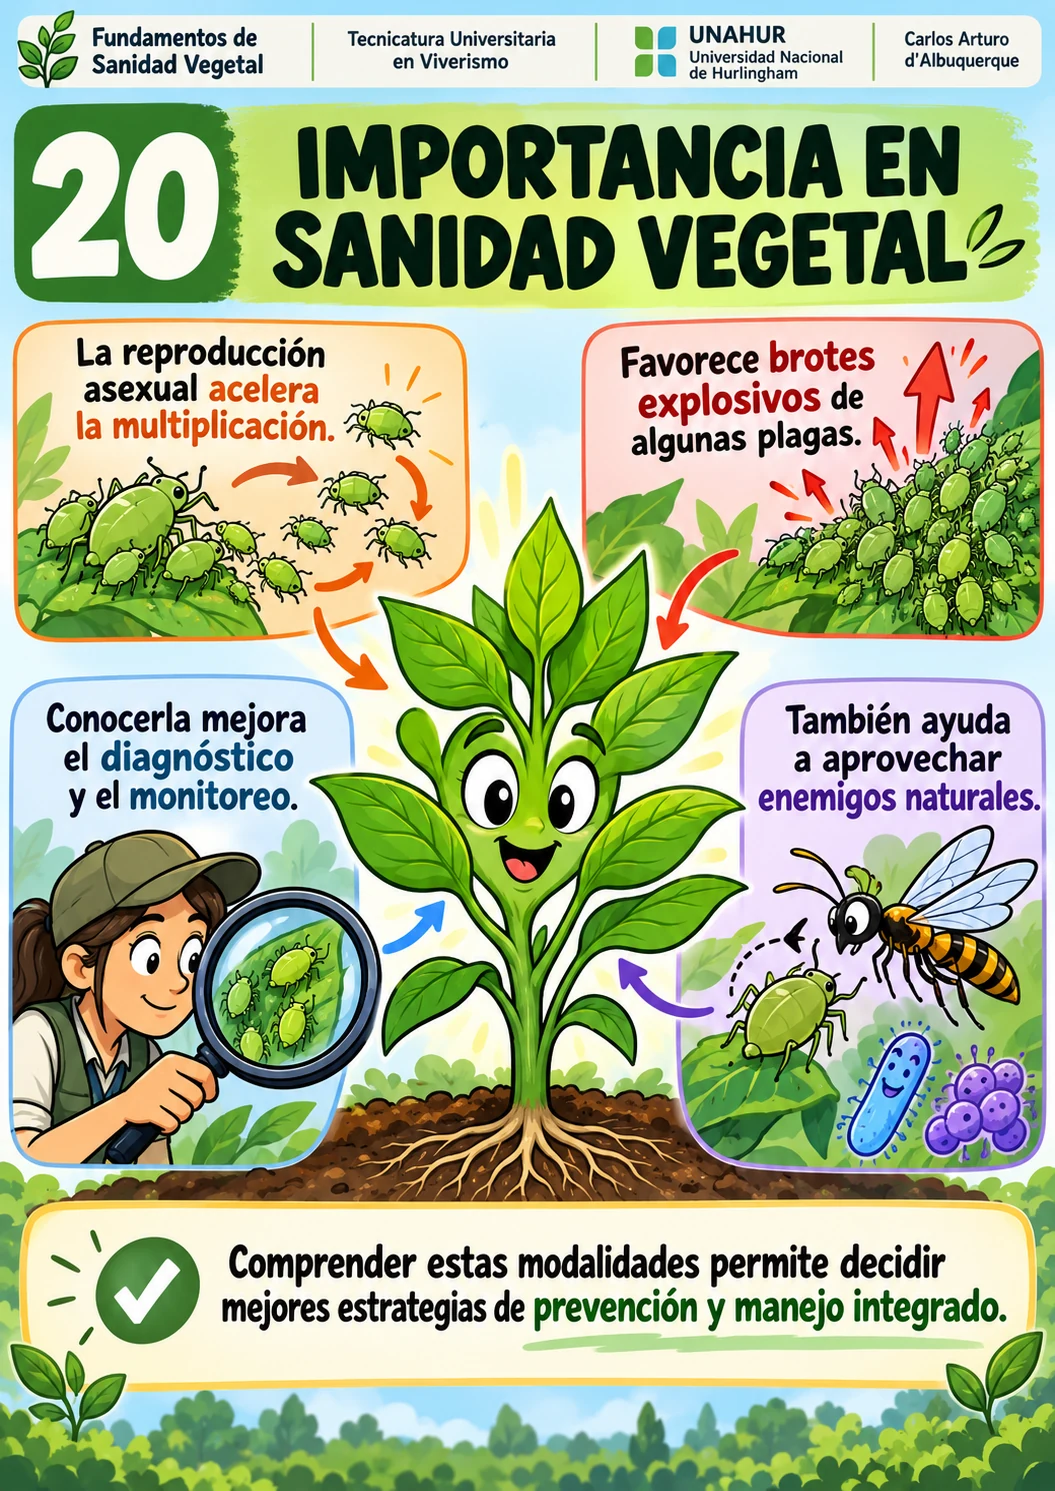 Fundamentos de
Sanidad Vegetal
Tecnicatura Universitaria
en Viverismo
UNAHUR
Universidad Nacional
de Hurlingham
Carlos Arturo
d'Albuquerque
20
IMPORTANCIA EN
SANIDAD VEGETAL
La reproducción
asexual acelera
la multiplicación.
Favorece brotes
explosivos de
algunas plagas.
Conocerla mejora
el diagnóstico
y el monitoreo.
También ayuda
a aprovechar
enemigos naturales.
Comprender estas modalidades permite decidir
mejores estrategias de prevención y manejo integrado.